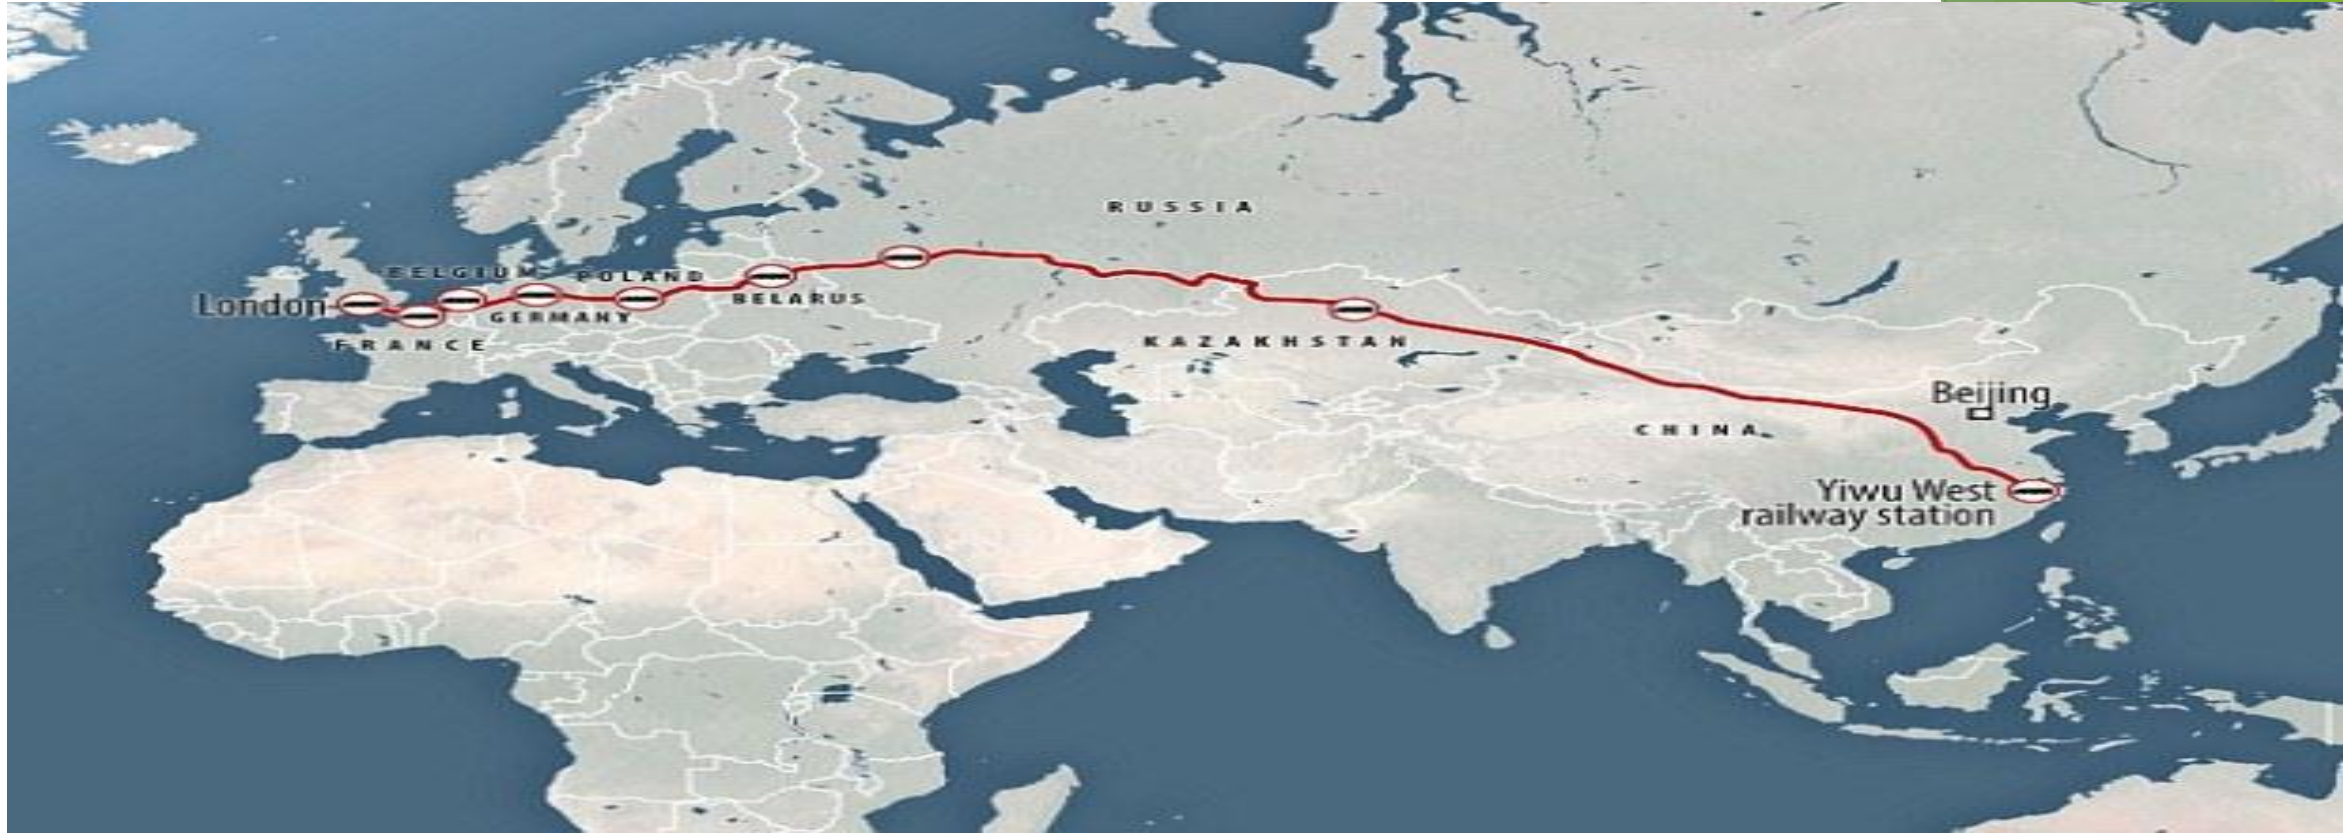 RUSSIA
BELGIUM
POLAND
BELARUS
London
GERMANY
FRANCE
KAZAKHSTAN
Beijing
CHINA
Yiwu West
railway station